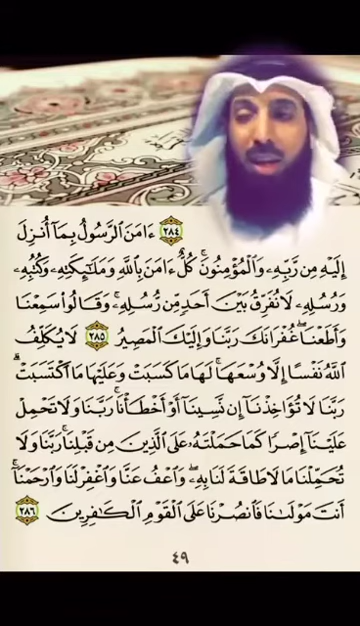 ﴿٢٨٤﴾ ءَامَنَ ٱلرَّسُولُ بِمَآ أُنزِلَ
إِلَيْهِ مِن رَّبِّهِۦ وَٱلْمُؤْمِنُونَۚ كُلٌّ ءَامَنَ بِٱللَّهِ وَمَلَٰٓئِكَتِهِۦ وَكُتُبِهِۦ
وَرُسُلِهِۦ لَا نُفَرِّقُ بَيْنَ أَحَدٍ مِّن رُّسُلِهِۦۚ وَقَالُوا۟ سَمِعْنَا
وَأَطَعْنَاۖ غُفْرَانَكَ رَبَّنَا وَإِلَيْكَ ٱلْمَصِيرُ ﴿٢٨٥﴾ لَا يُكَلِّفُ
ٱللَّهُ نَفْسًا إِلَّا وُسْعَهَاۚ لَهَا مَا كَسَبَتْ وَعَلَيْهَا مَا ٱكْتَسَبَتْۗ
رَبَّنَا لَا تُؤَاخِذْنَآ إِن نَّسِينَآ أَوْ أَخْطَأْنَاۚ رَبَّنَا وَلَا تَحْمِلْ
عَلَيْنَآ إِصْرًا كَمَا حَمَلْتَهُۥ عَلَى ٱلَّذِينَ مِن قَبْلِنَاۚ رَبَّنَا وَلَا
تُحَمِّلْنَا مَا لَا طَاقَةَ لَنَا بِهِۦۖ وَٱعْفُ عَنَّا وَٱغْفِرْ لَنَا وَٱرْحَمْنَآۚ
أَنتَ مَوْلَىٰنَا فَٱنصُرْنَا عَلَى ٱلْقَوْمِ ٱلْكَٰفِرِينَ ﴿٢٨٦﴾
٤٩